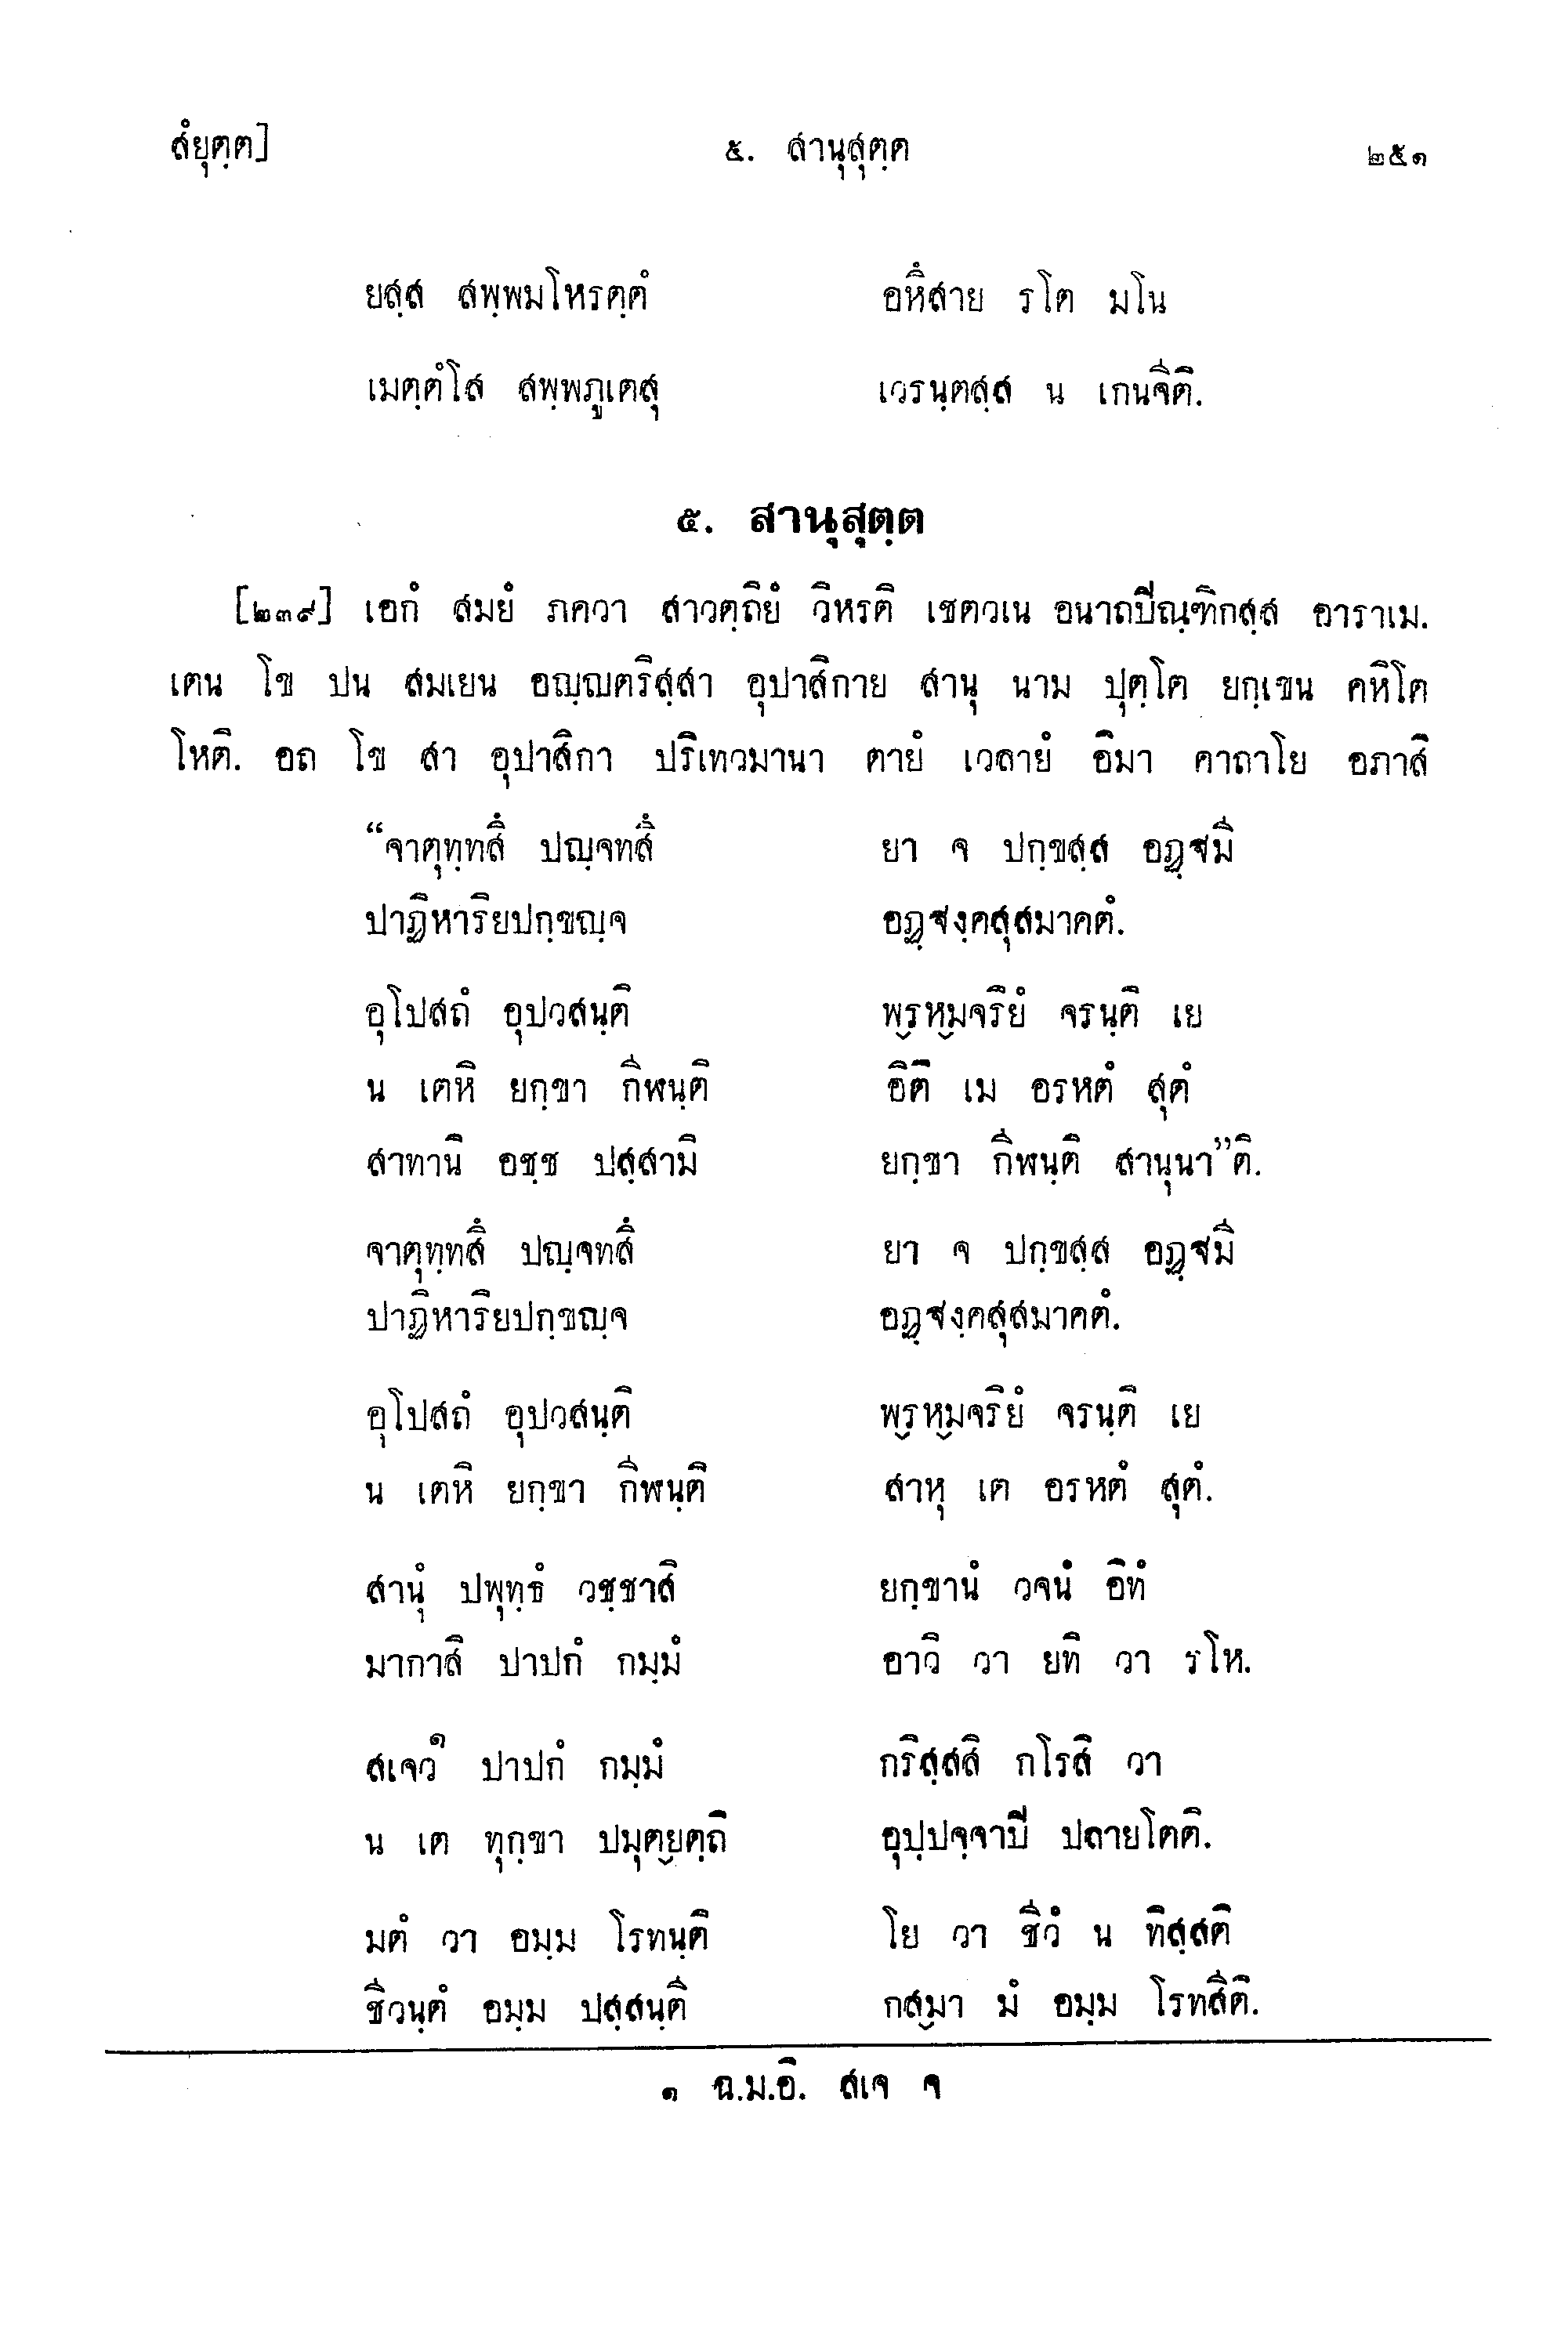 สํยุตฺต] ๕. สานุสุตฺต ๒๕๑
ยสฺส สพฺพมโหรตฺตํ อหึสาย รโต มโน
เมตฺตํโส สพฺพภูเตสุ เวรนฺตสฺส น เกนจีติ.
๕. สานุสุตฺต
[๒๓๙] เอกํ สมยํ ภควา สาวตฺถิยํ วิหรติ เชตวเน อนาถปิณฺฑิกสฺส อาราเม.
เตน โข ปน สมเยน อญฺญตริสฺสา อุปาสิกาย สานุ นาม ปุตฺโต ยกฺเขน คหิโต
โหติ. อถ โข สา อุปาสิกา ปริเทวมานา ตายํ เวลายํ อิมา คาถาโย อภาสิ
“จาตุทฺทสึ ปญฺจทสึ ยา จ ปกฺขสฺส อฏฺฐมี
ปาฏิหาริยปกฺขญฺจ อฏฺฐงฺคสุสมาคตํ.
อุโปสถํ อุปวสนฺติ พฺรหฺมจริยํ จรนฺติ เย
น เตหิ ยกฺขา กีฬนฺติ อิติ เม อรหตํ สุตํ
สาทานิ อชฺช ปสฺสามิ ยกฺขา กีฬนฺติ สานุนา”ติ.
จาตุทฺทสึ ปญฺจทสึ ยา จ ปกฺขสฺส อฏฺฐมี
ปาฏิหาริยปกฺขญฺจ อฏฺฐงฺคสุสมาคตํ.
อุโปสถํ อุปวสนฺติ พฺรหฺมจริยํ จรนฺติ เย
น เตหิ ยกฺขา กีฬนฺติ สาหุ เต อรหตํ สุตํ.
สานุํ ปพุทฺธํ วชฺชาสิ ยกฺขานํ วจนํ อิทํ
มากาสิ ปาปกํ กมฺมํ อาวิ วา ยทิ วา รโห.
สเจว๑ ปาปกํ กมฺมํ กริสฺสสิ กโรสิ วา
น เต ทุกฺขา ปมุตฺยตฺถิ อุปฺปจฺจาปิ ปลายโตติ.
มตํ วา อมฺม โรทนฺติ โย วา ชีวํ น ทิสฺสติ
ชีวนฺตํ อมฺม ปสฺสนฺตี กสฺมา มํ อมฺม โรทสีติ.
๑ ฉ.ม.อิ. สเจ จ